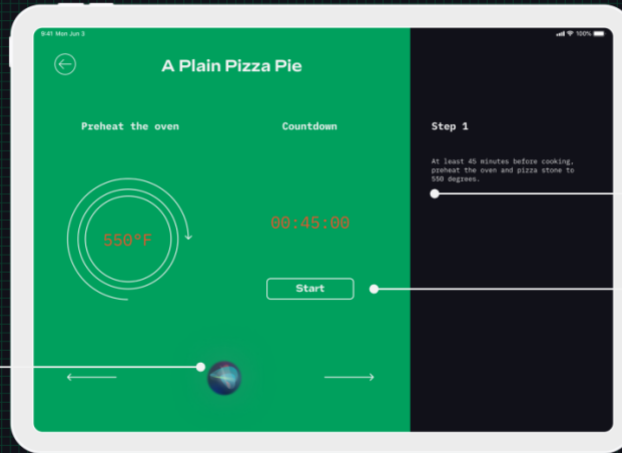 9:41 Mon Jun 3
100%
A Plain Pizza Pie
Preheat the oven
Countdown
Step 1
At least 45 minutes before cooking,
preheat the oven and pizza stone to
550 degrees.
550°F
00:45:00
Start